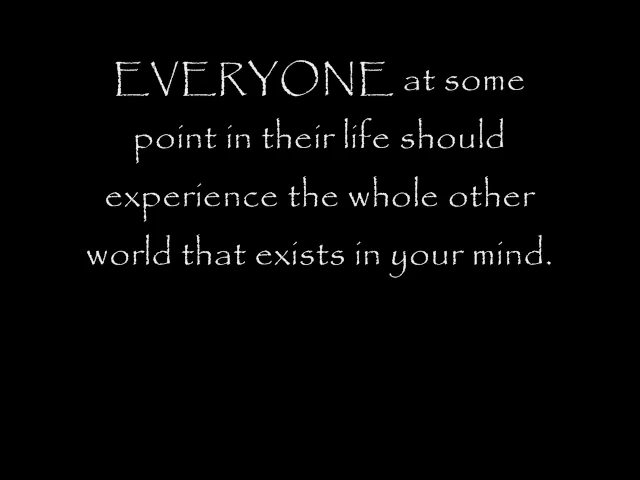 EVERYONE at some
point in their life should
experience the whole other
world that exists in your mind.